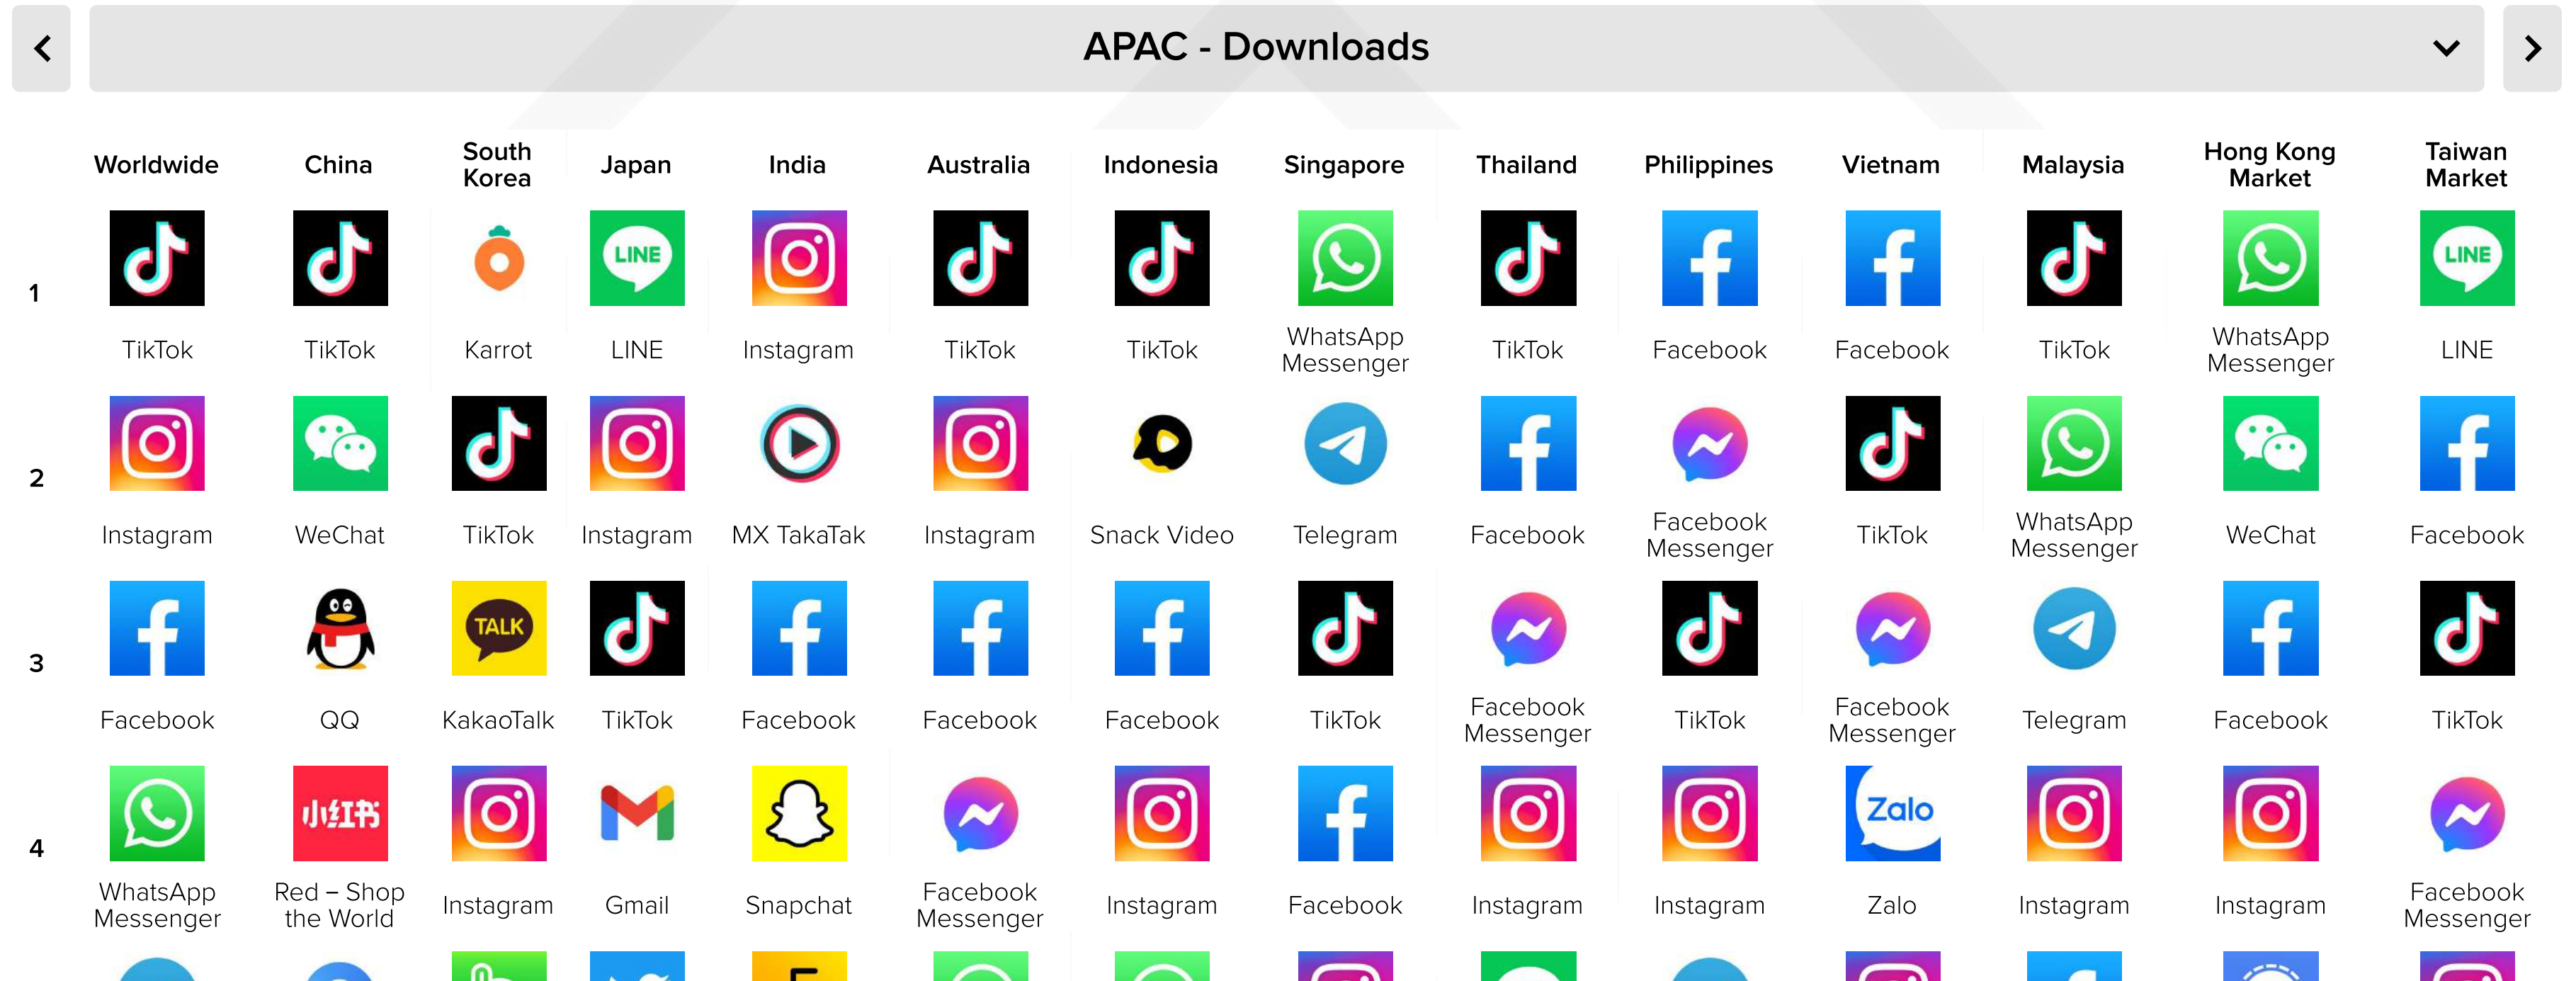 APAC - Downloads
Worldwide
China
South
Korea
Japan
India
Australia
Indonesia
Singapore
Thailand
Philippines
Vietnam
Malaysia
Hong Kong
Market
Taiwan
Market
1
LINE
LINE
TikTok
TikTok
Karrot
LINE
Instagram
TikTok
TikTok
WhatsApp
Messenger
TikTok
Facebook
Facebook
TikTok
WhatsApp
Messenger
LINE
2
Instagram
WeChat
TikTok
Instagram
MX TakaTak
Instagram
Snack Video
Telegram
Facebook
Facebook
Messenger
TikTok
WhatsApp
Messenger
WeChat
Facebook
3
TALK
Facebook
QQ
KakaoTalk
TikTok
Facebook
Facebook
Facebook
TikTok
Facebook
Messenger
TikTok
Facebook
Messenger
Telegram
Facebook
TikTok
4
小红书
Zalo
WhatsApp
Messenger
Red – Shop
the World
Instagram
Gmail
Snapchat
Facebook
Messenger
Instagram
Facebook
Instagram
Instagram
Zalo
Instagram
Instagram
Facebook
Messenger